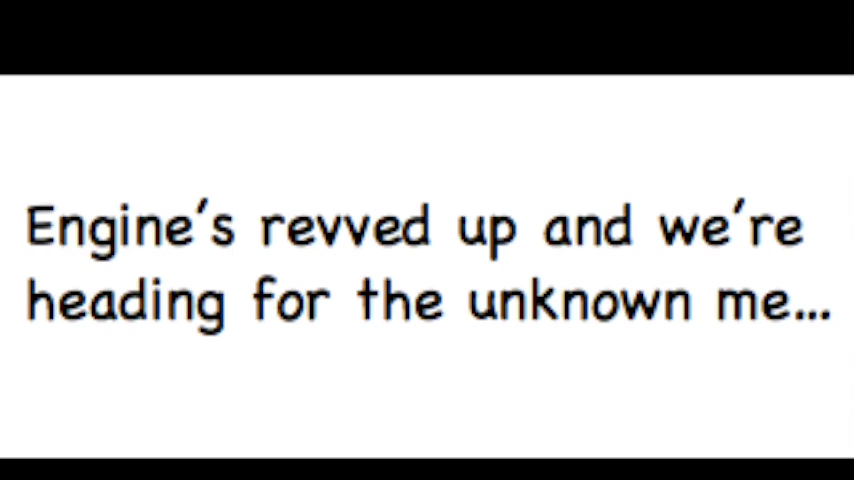 Engine’s revved up and we’re
heading for the unknown me...